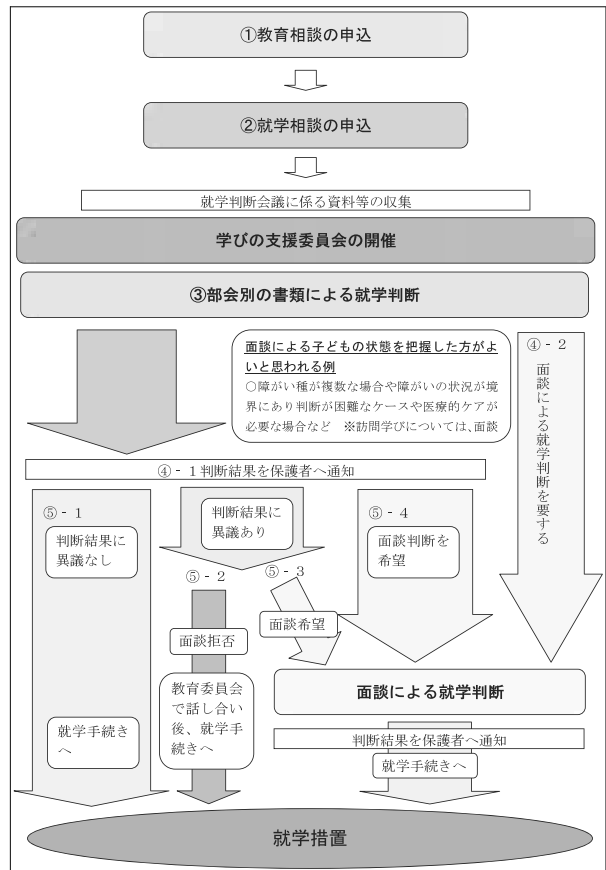 ①教育相談の申込
②就学相談の申込
就学判断会議に係る資料等の収集
学びの支援委員会の開催
③部会別の書類による就学判断
面談による子どもの状態を把握した方がよ
いと思われる例
○障がい種が複数な場合や障がいの状況が境
界にあり判断が困難なケースや医療的ケアが
必要な場合など　※訪問学びについては、面談
④‐２
面談による就学判断を要する
④‐１判断結果を保護者へ通知
⑤‐１
判断結果に
異議なし
就学手続き
へ
判断結果に
異議あり
⑤‐２
面談拒否
教育委員会
で話し合い
後、就学手
続きへ
⑤‐３
面談希望
⑤‐４
面談判断を
希望
面談による就学判断
判断結果を保護者へ通知
就学手続きへ
就学措置